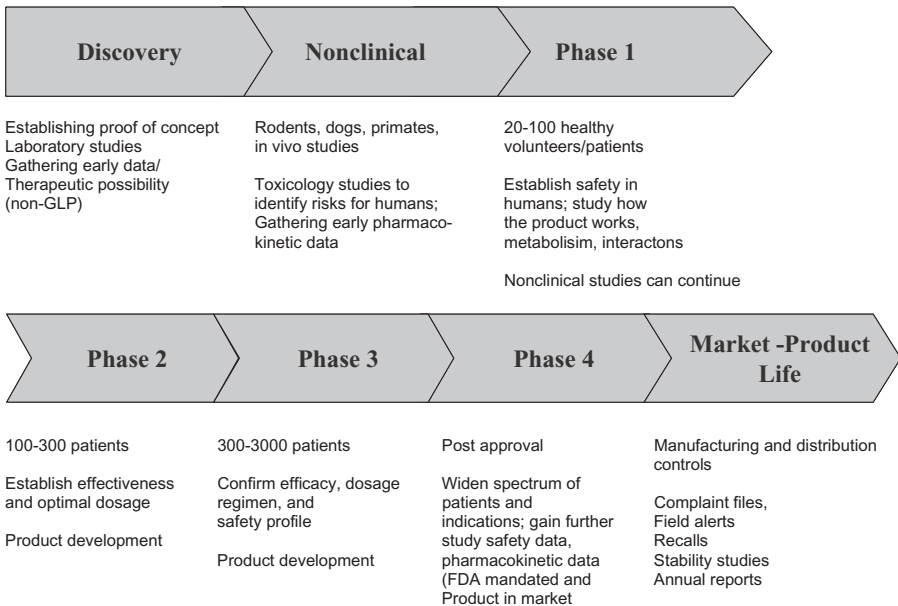 Discovery
Nonclinical
Phase 1
Establishing proof of concept
Laboratory studies
Gathering early data/
Therapeutic possibility
(non-GLP)
Rodents, dogs, primates,
in vivo studies
Toxicology studies to
identify risks for humans;
Gathering early pharmaco-
kinetic data
20-100 healthy
volunteers/patients
Establish safety in
humans; study how
the product works,
metabolisim, interactons
Nonclinical studies can continue
Phase 2
Phase 3
Phase 4
Market -Product
Life
100-300 patients
Establish effectiveness
and optimal dosage
Product development
300-3000 patients
Confirm efficacy, dosage
regimen, and
safety profile
Product development
Post approval
Widen spectrum of
patients and
indications; gain further
study safety data,
pharmacokinetic data
(FDA mandated and
Product in market
Manufacturing and distribution
controls
Complaint files,
Field alerts
Recalls
Stability studies
Annual reports